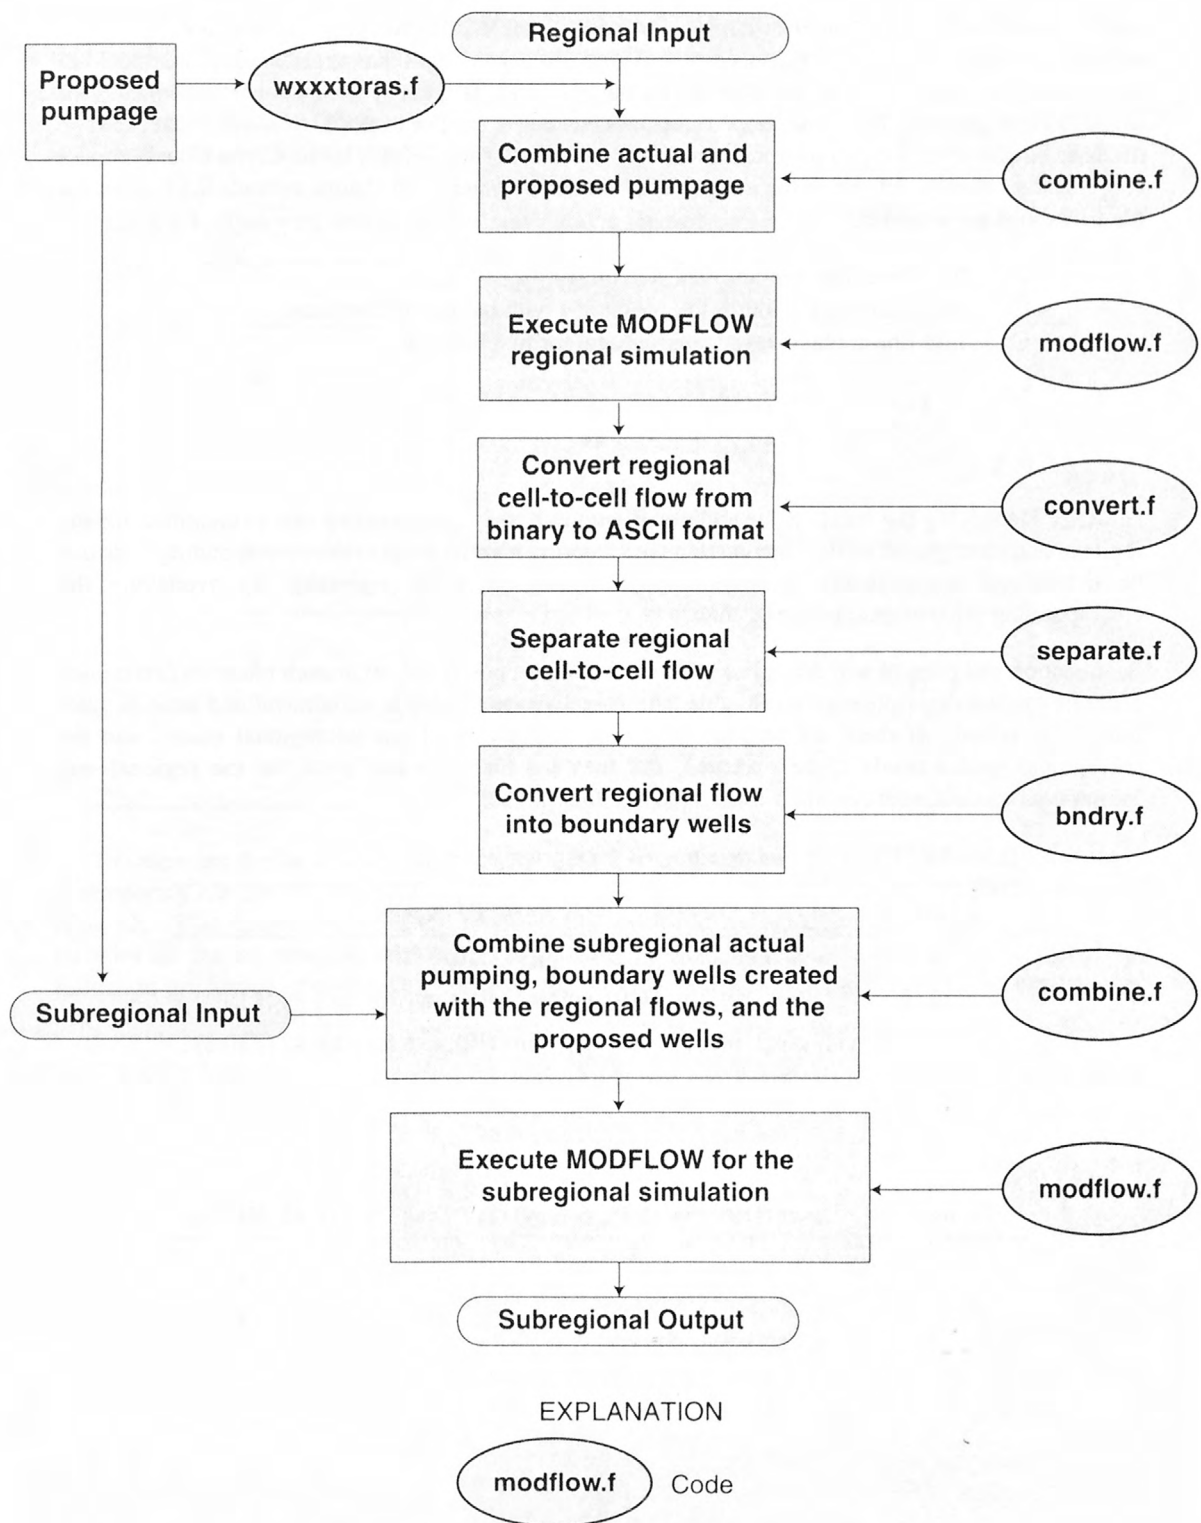 Regional Input
Proposed
pumpage
wxxxtoras.f
Combine actual and
proposed pumpage
combine.f
Execute MODFLOW
regional simulation
modflow.f
Convert regional
cell-to-cell flow from
binary to ASCII format
convert.f
Separate regional
cell-to-cell flow
separate.f
Convert regional flow
into boundary wells
bndry.f
Combine subregional actual
pumping, boundary wells created
with the regional flows, and the
proposed wells
combine.f
Subregional Input
Execute MODFLOW for the
subregional simulation
modflow.f
Subregional Output
EXPLANATION
modflow.f
Code